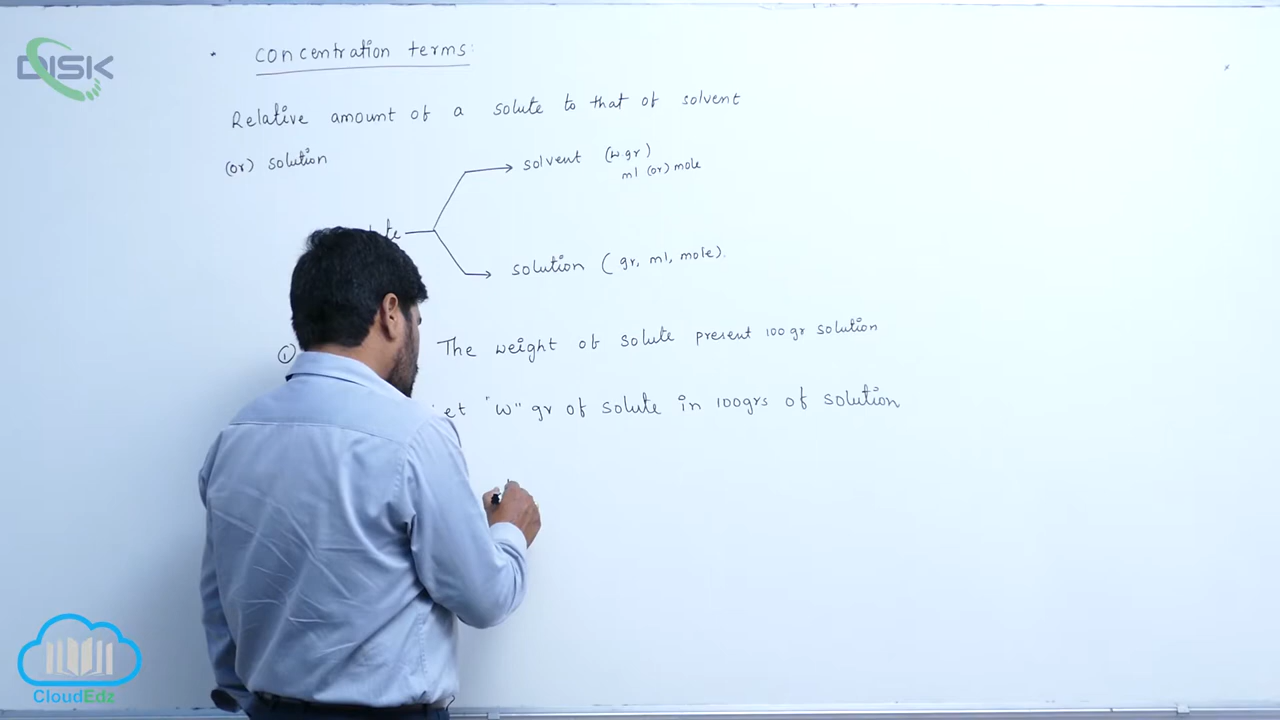 DISK
concentration terms:
Relative amount of a solute to that of solvent
(or) solution
solvent (w gr)
ml (or) mole
solution (gr, ml, mole).
① The weight of solute present 100 gr solution
"w" gr of solute in 100grs of solution
CloudEdz